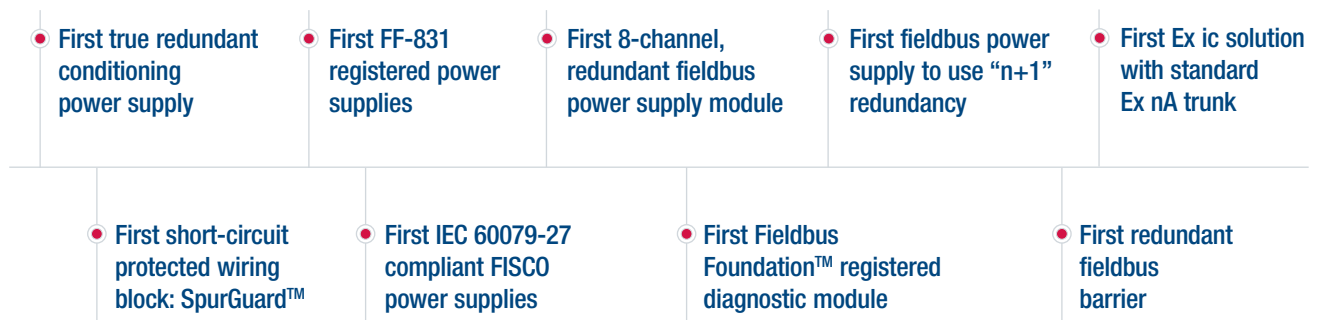 First true redundant
conditioning
power supply
First FF-831
registered power
supplies
First 8-channel,
redundant fieldbus
power supply module
First fieldbus power
supply to use “n+1”
redundancy
First Ex ic solution
with standard
Ex nA trunk
First short-circuit
protected wiring
block: SpurGuard™
First IEC 60079-27
compliant FISCO
power supplies
First Fieldbus
Foundation™ registered
diagnostic module
First redundant
fieldbus
barrier